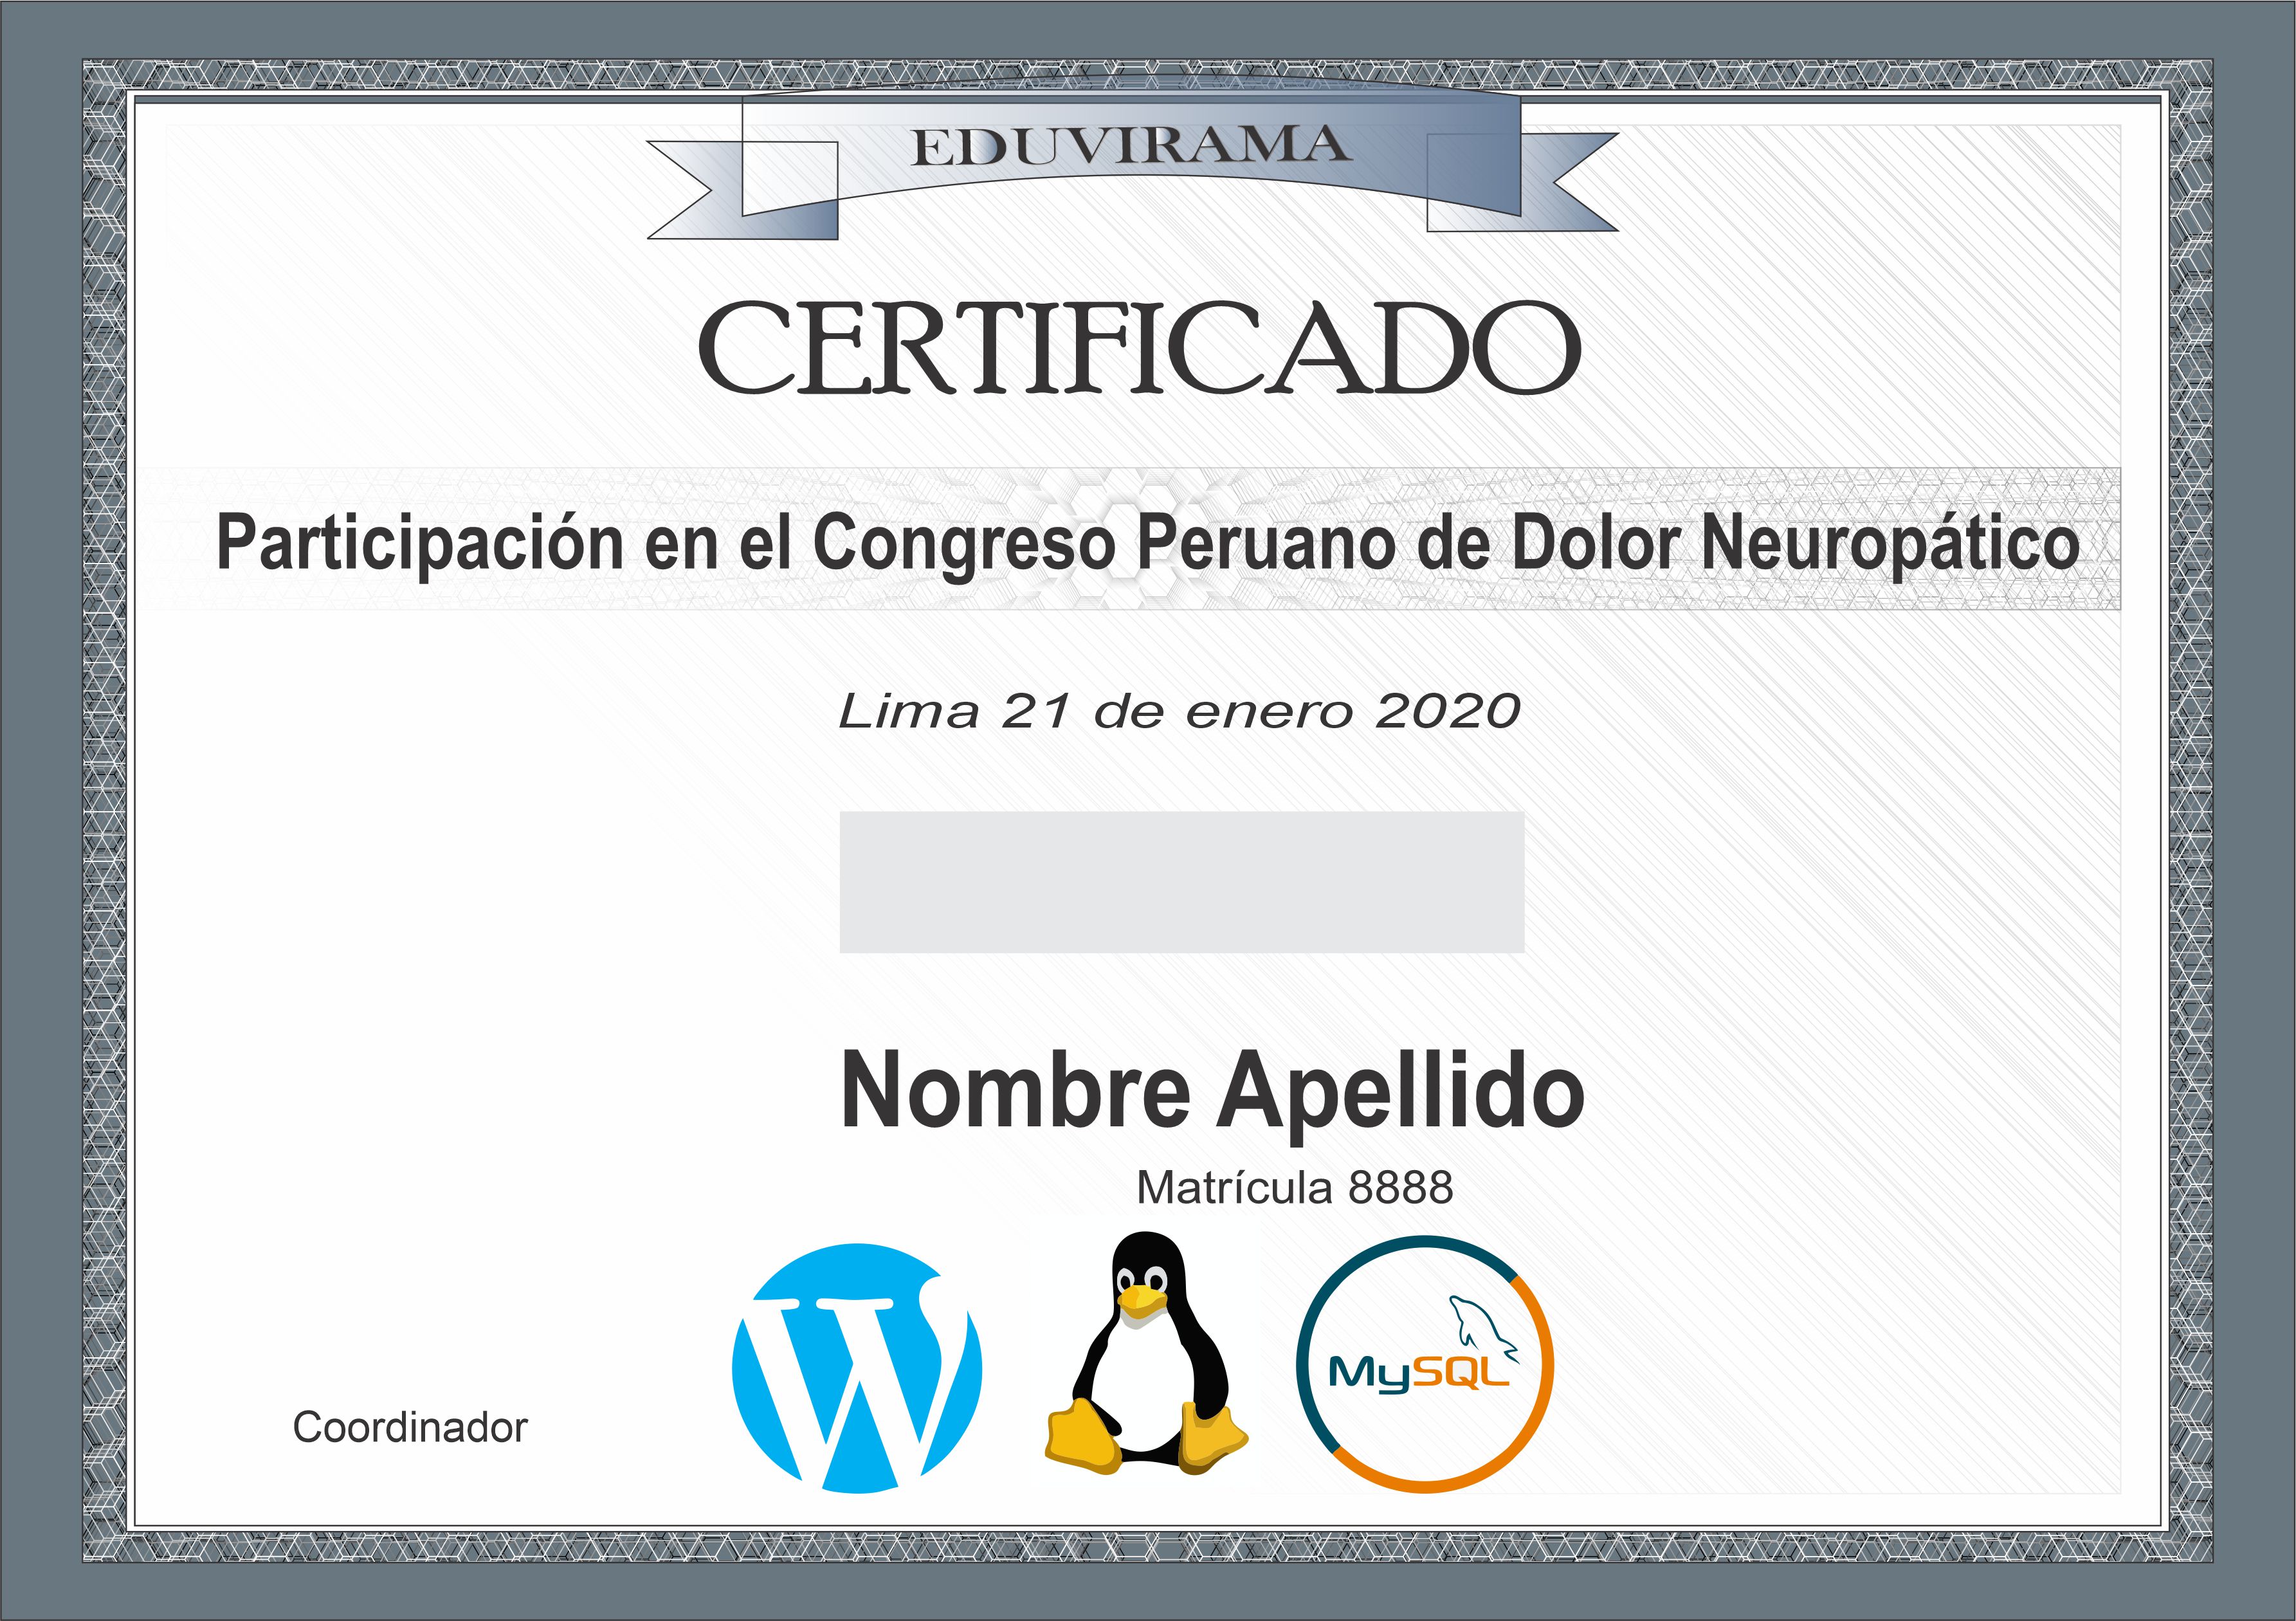 EDUVIRAMA
CERTIFICADO
Participación en el Congreso Peruano de Dolor Neuropático
Lima 21 de enero 2020
Nombre Apellido
Matrícula 8888
W
MySQL
Coordinador